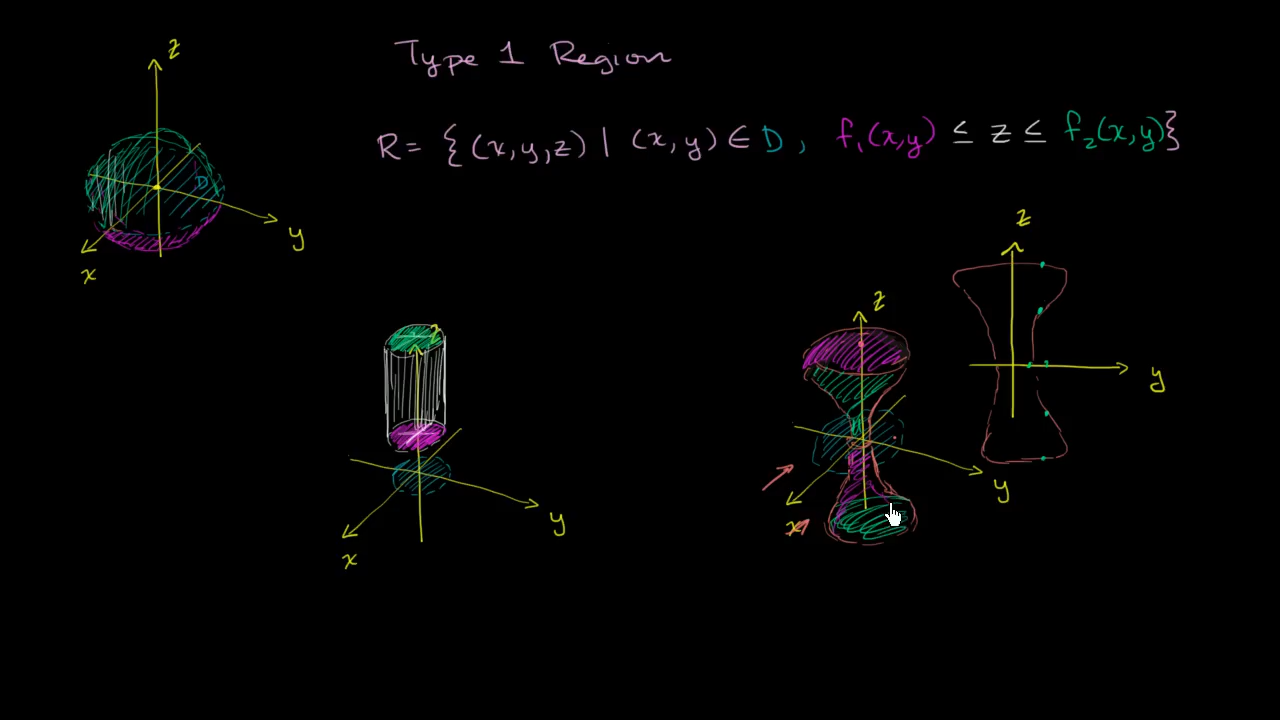 Type 1 Region
R = {(x,y,z) | (x,y) ∈ D, f₁(x,y) ≤ z ≤ f₂(x,y)}
z
D
y
x
z
y
x
z
y
x
z
y